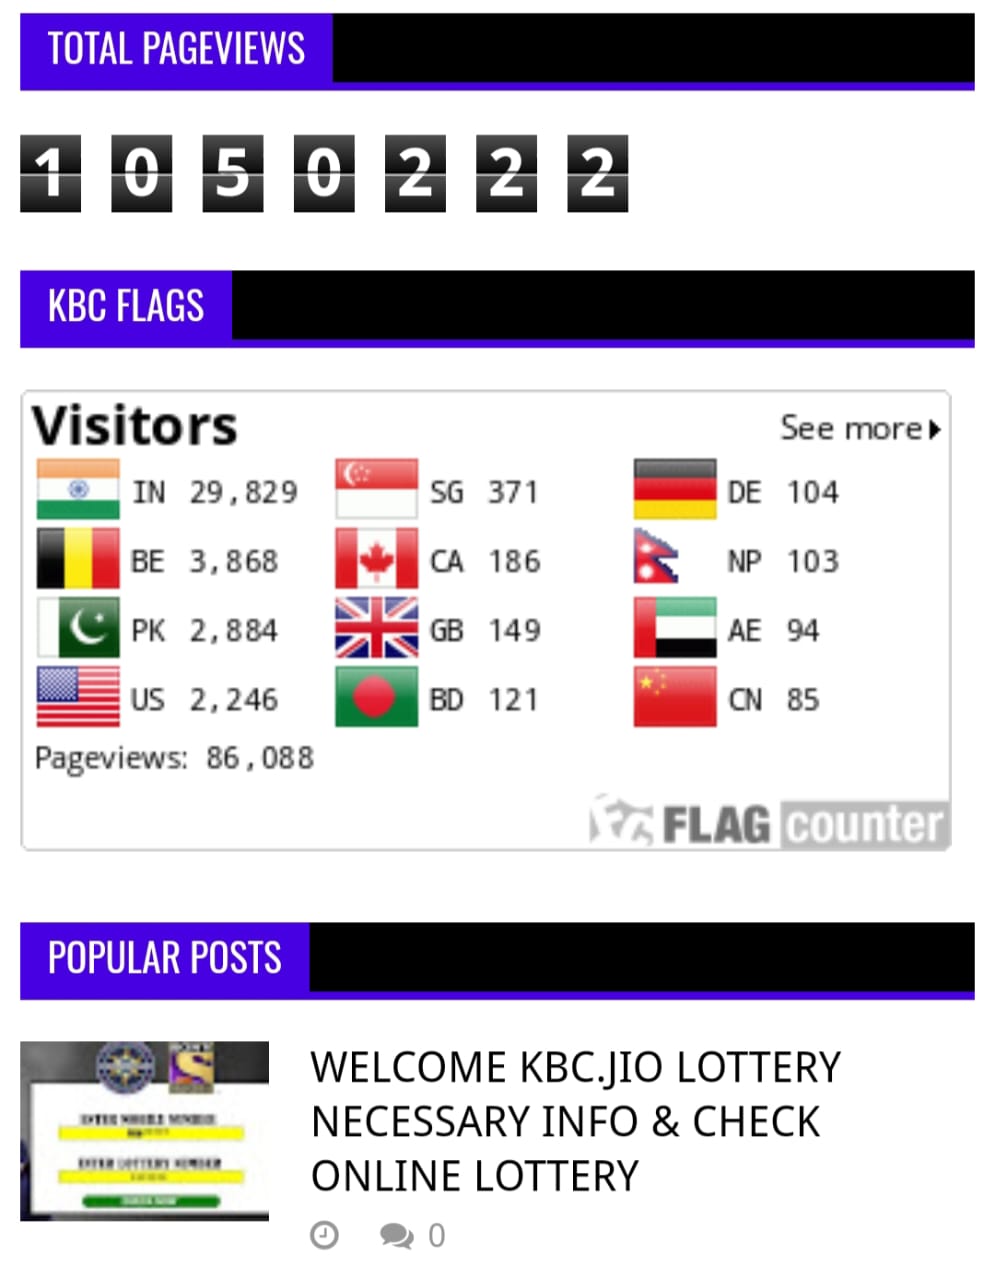 TOTAL PAGEVIEWS
1 0 5 0 2 2 2
KBC FLAGS
Visitors See more
IN 29,829 SG 371 DE 104
BE 3,868 CA 186 NP 103
PK 2,884 GB 149 AE 94
US 2,246 BD 121 CN 85
Pageviews: 86,088
FLAG counter
POPULAR POSTS
ENTER MOBILE NUMBER
ENTER LOTTERY NUMBER
WELCOME KBC.JIO LOTTERY
NECESSARY INFO & CHECK
ONLINE LOTTERY
0